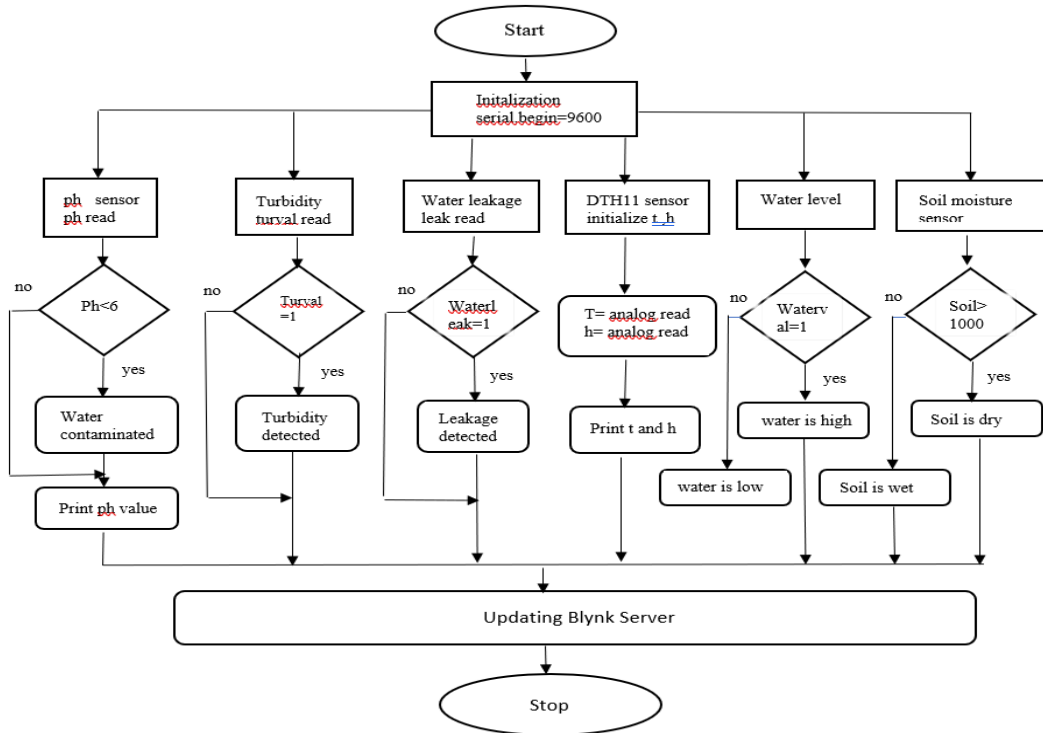 Start
Initalization
serial.begin=9600
ph sensor
ph read
Turbidity
turval read
Water leakage
leak read
DTH11 sensor
initialize t_h
Water level
Soil moisture
sensor
no
Ph<6
yes
no
Turval
=1
yes
no
Waterl
eak=1
yes
T= analog read
h= analog read
no
Waterv
al=1
yes
no
Soil>
1000
yes
Water
contaminated
Turbidity
detected
Leakage
detected
Print t and h
water is high
Soil is dry
water is low
Soil is wet
Print ph value
Updating Blynk Server
Stop